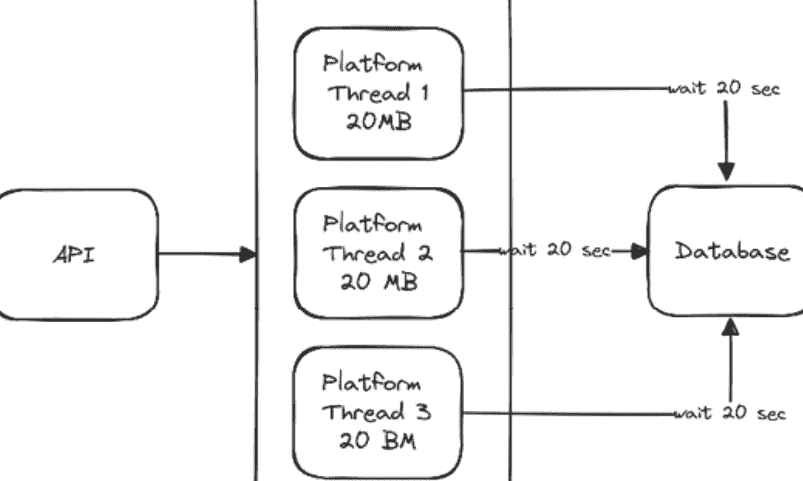 Platform
Thread 1
20MB
wait 20 sec
API
Platform
Thread 2
20 MB
wait 20 sec
Database
Platform
Thread 3
20 BM
wait 20 sec